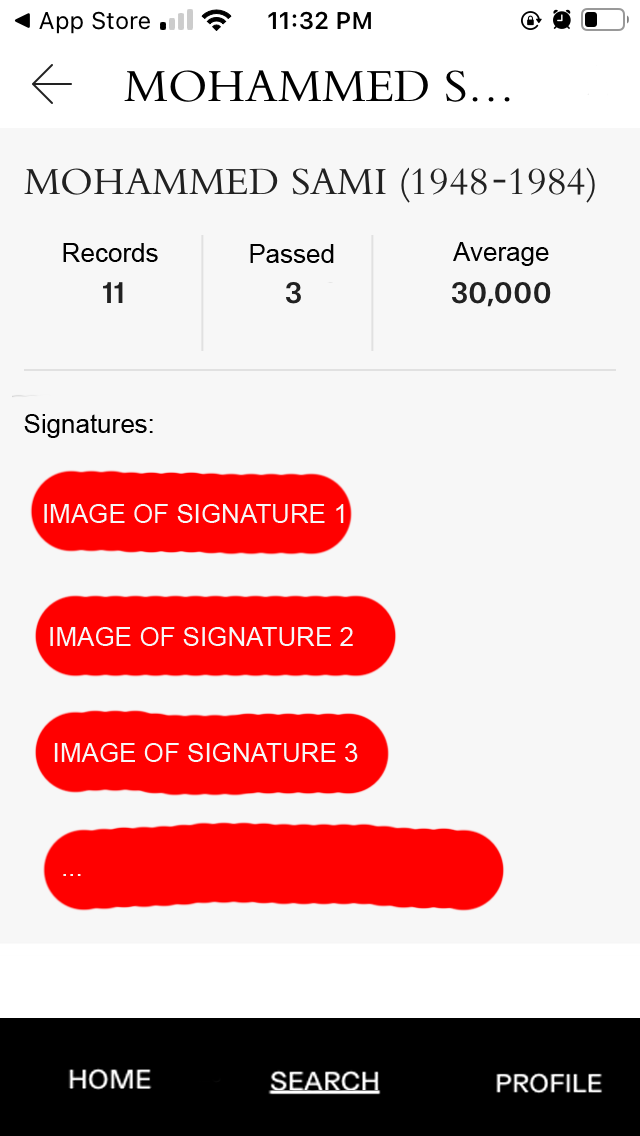 App Store 11:32 PM
MOHAMMED S...
MOHAMMED SAMI (1948-1984)
Records Passed Average
11 3 30,000
Signatures:
IMAGE OF SIGNATURE 1
IMAGE OF SIGNATURE 2
IMAGE OF SIGNATURE 3
...
HOME SEARCH PROFILE